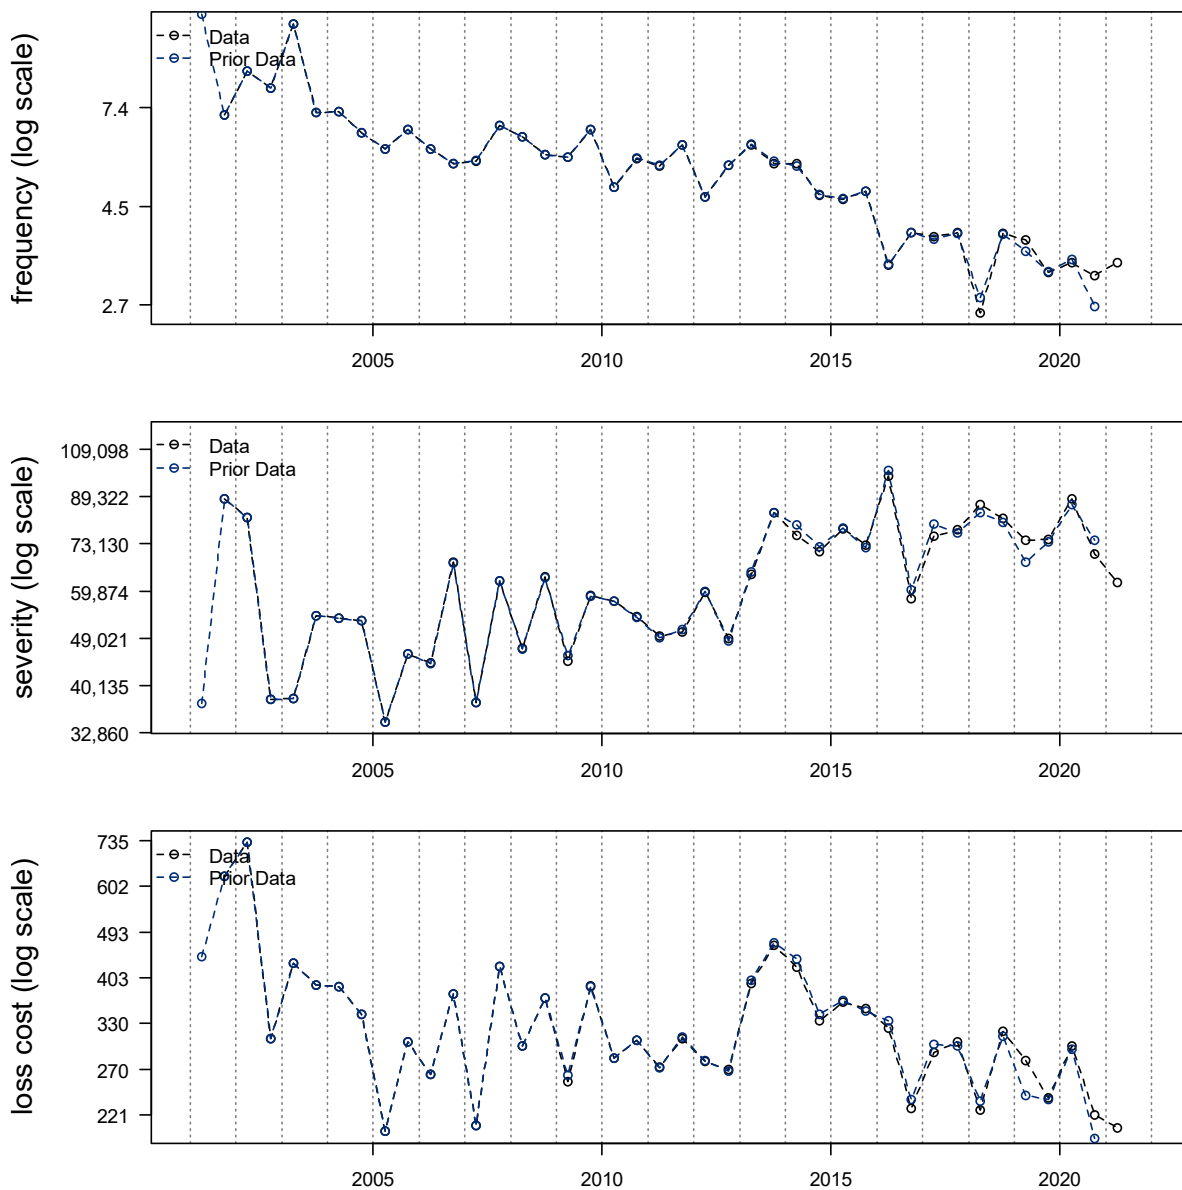 frequency (log scale)
Data
Prior Data
7.4
4.5
2.7
2005 2010 2015 2020
severity (log scale)
Data
Prior Data
109,098
89,322
73,130
59,874
49,021
40,135
32,860
2005 2010 2015 2020
loss cost (log scale)
Data
Prior Data
735
602
493
403
330
270
221
2005 2010 2015 2020